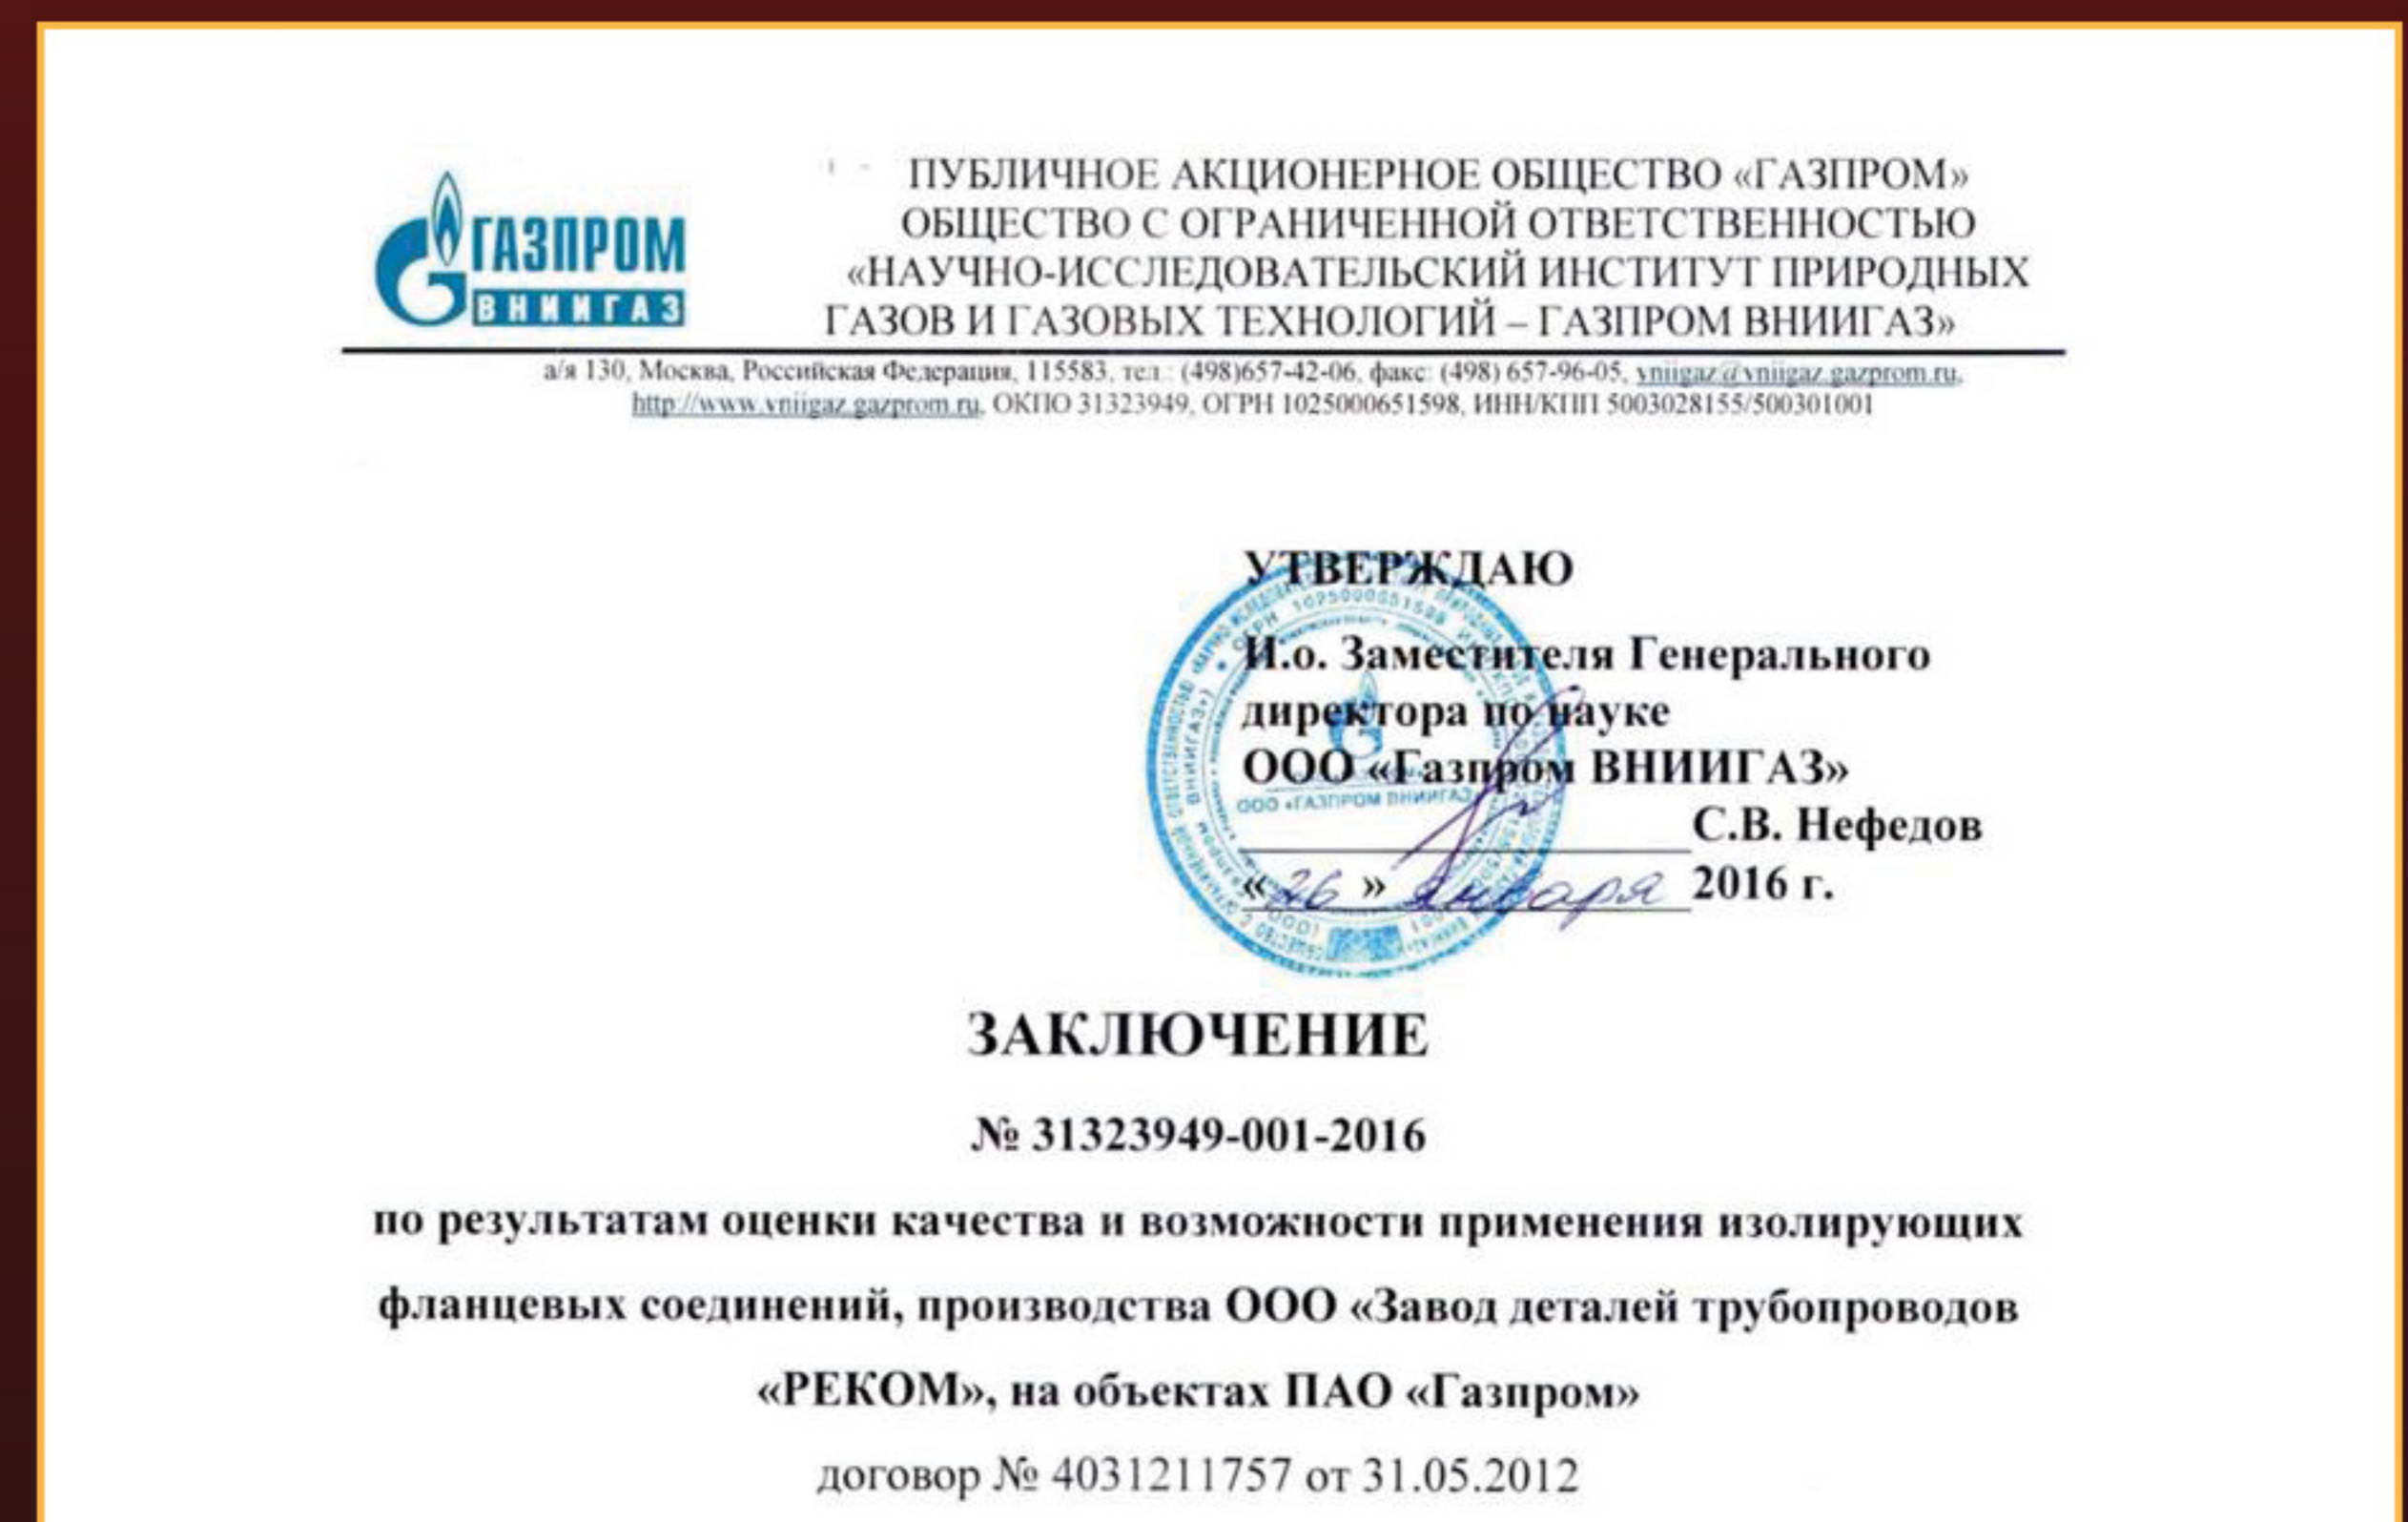 ГАЗПРОМ
ВНИИГАЗ
ПУБЛИЧНОЕ АКЦИОНЕРНОЕ ОБЩЕСТВО «ГАЗПРОМ»
ОБЩЕСТВО С ОГРАНИЧЕННОЙ ОТВЕТСТВЕННОСТЬЮ
«НАУЧНО-ИССЛЕДОВАТЕЛЬСКИЙ ИНСТИТУТ ПРИРОДНЫХ
ГАЗОВ И ГАЗОВЫХ ТЕХНОЛОГИЙ – ГАЗПРОМ ВНИИГАЗ»
а/я 130, Москва, Российская Федерация, 115583, тел.: (498)657-42-06, факс: (498) 657-96-05, vniigaz@vniigaz.gazprom.ru,
http://www.vniigaz.gazprom.ru, ОКПО 31323949, ОГРН 1025000651598, ИНН/КПП 5003028155/500301001
УТВЕРЖДАЮ
И.о. Заместителя Генерального
директора по науке
ООО «Газпром ВНИИГАЗ»
ООО «ГАЗПРОМ ВНИИГАЗ»
С.В. Нефедов
«26» января 2016 г.
ЗАКЛЮЧЕНИЕ
№ 31323949-001-2016
по результатам оценки качества и возможности применения изолирующих
фланцевых соединений, производства ООО «Завод деталей трубопроводов
«РЕКОМ», на объектах ПАО «Газпром»
договор № 4031211757 от 31.05.2012